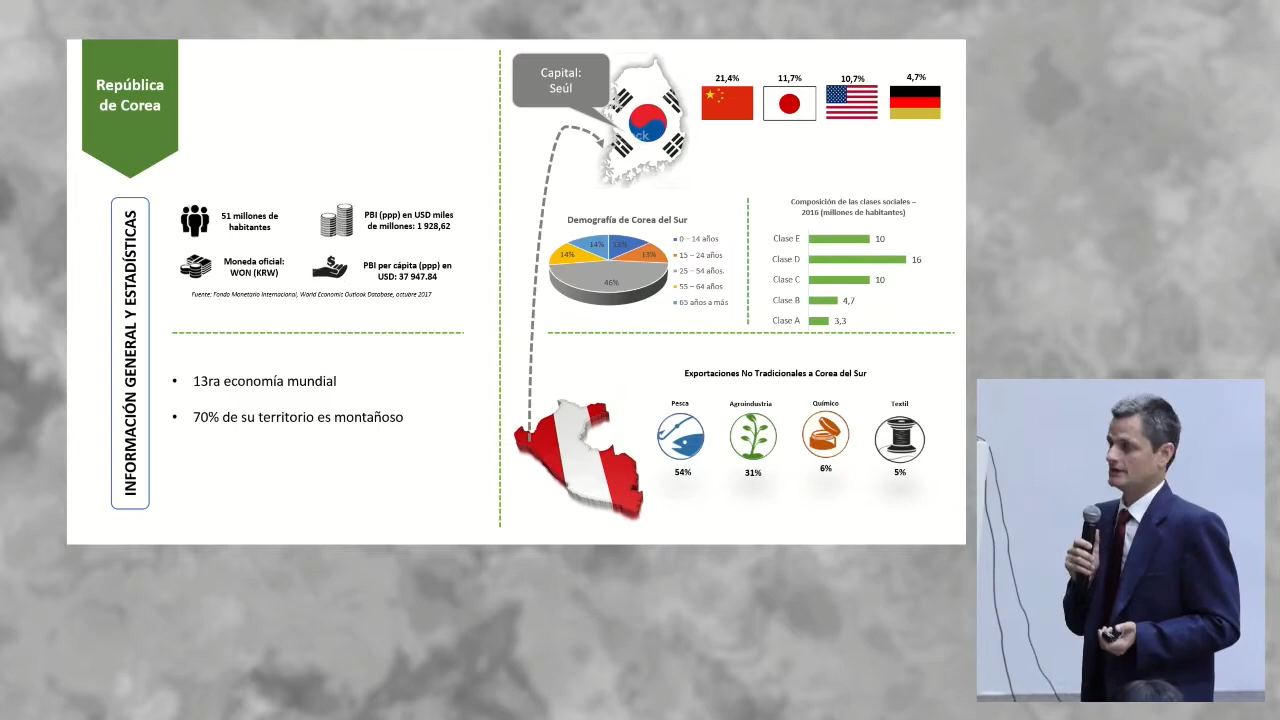 República
de Corea
INFORMACIÓN GENERAL Y ESTADÍSTICAS
51 millones de
habitantes
PBI (ppp) en USD miles
de millones: 1 928,62
Moneda oficial:
WON (KRW)
PBI per cápita (ppp) en
USD: 37 947.84
Fuente: Fondo Monetario Internacional, World Economic Outlook Database, octubre 2017
• 13ra economía mundial
• 70% de su territorio es montañoso
Capital:
Seúl
21,4%
11,7%
10,7%
4,7%
Demografía de Corea del Sur
14%
13%
14%
13%
46%
0 – 14 años
15 – 24 años
25 – 54 años.
55 – 64 años
65 años a más
Composición de las clases sociales –
2016 (millones de habitantes)
Clase E 10
Clase D 16
Clase C 10
Clase B 4,7
Clase A 3,3
Exportaciones No Tradicionales a Corea del Sur
Pesca
Agroindustria
Químico
Textil
54%
31%
6%
5%